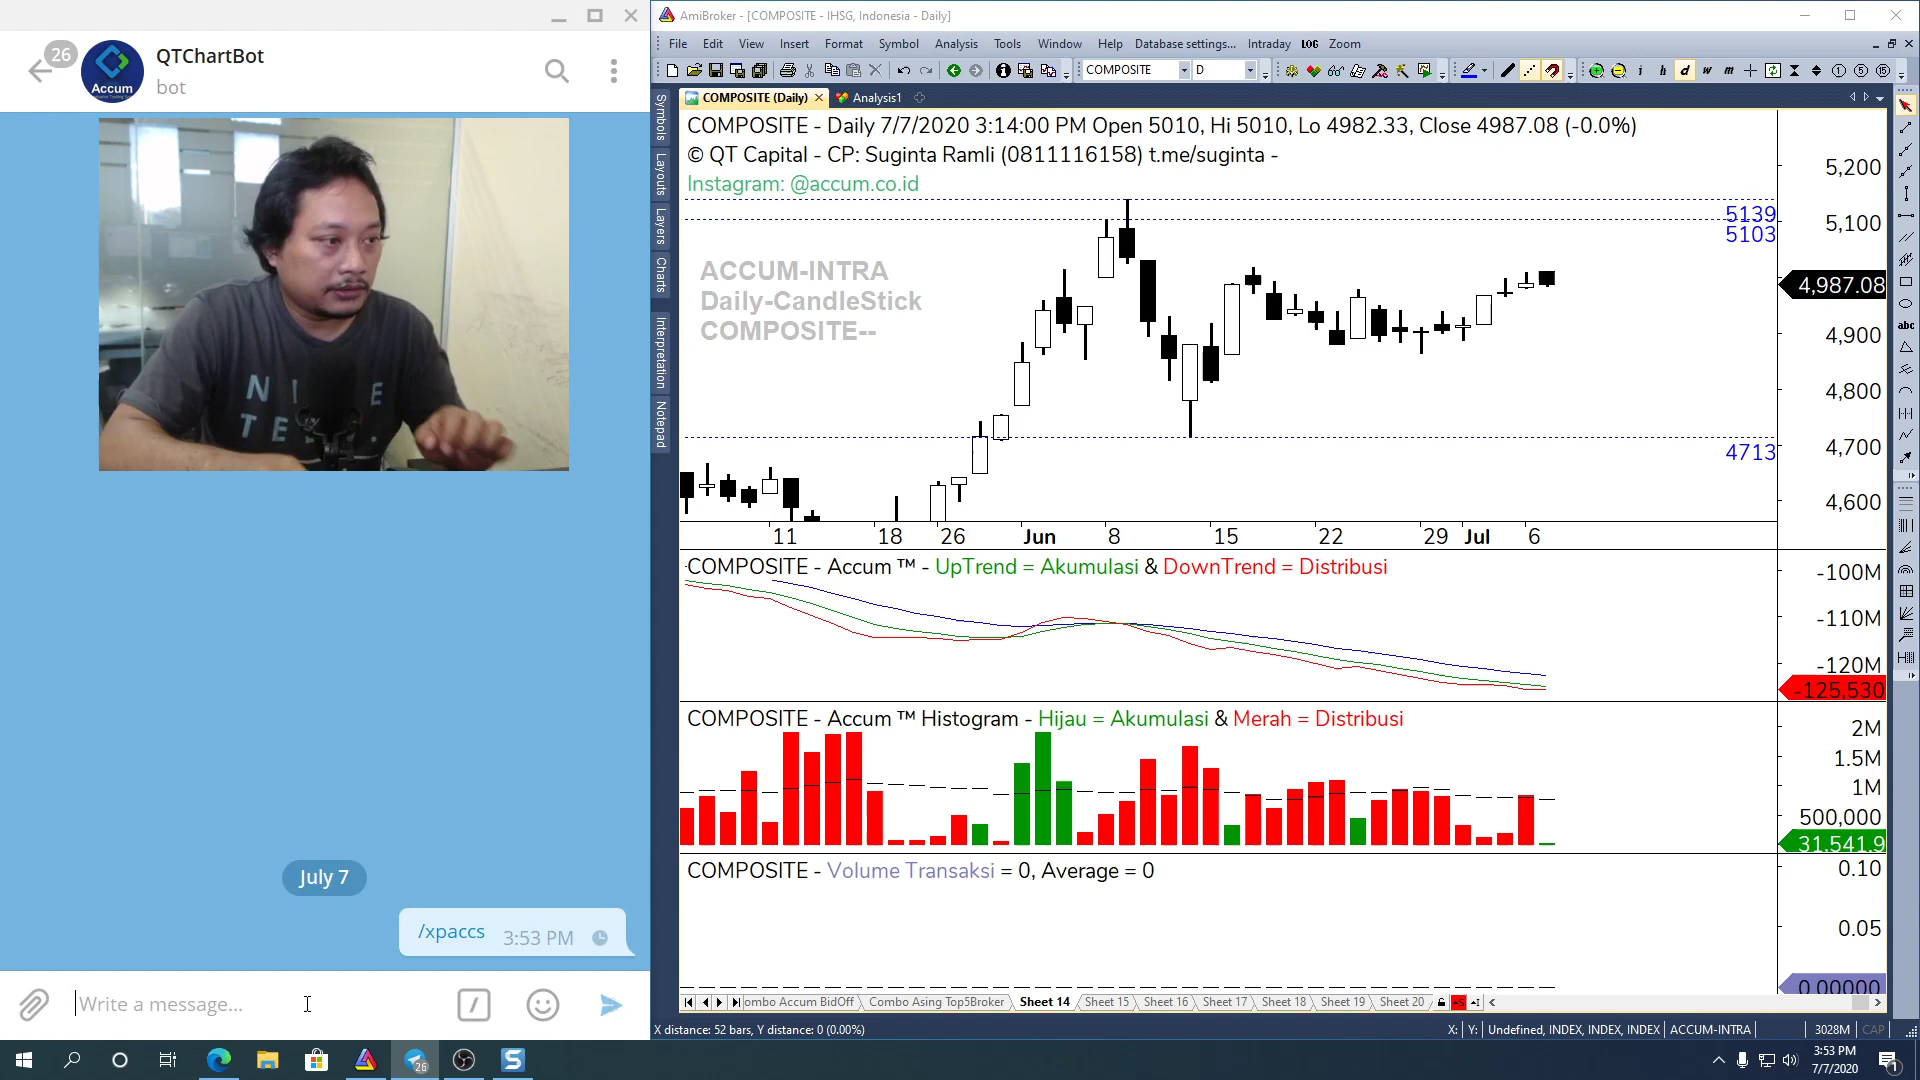 26
QTChartBot
bot
Accum
NI E
TE
July 7
/xpaccs 3:53 PM
Write a message...
26
AmiBroker - [COMPOSITE - IHSG, Indonesia - Daily]
File Edit View Insert Format Symbol Analysis Tools Window Help Database settings... Intraday LOG Zoom
COMPOSITE D
i h d w m
COMPOSITE (Daily) Analysis1
Symbols
Layouts
Layers
Charts
Interpretation
Notepad
COMPOSITE - Daily 7/7/2020 3:14:00 PM Open 5010, Hi 5010, Lo 4982.33, Close 4987.08 (-0.0%)
© QT Capital - CP: Suginta Ramli (0811116158) t.me/suginta -
Instagram: @accum.co.id
ACCUM-INTRA
Daily-CandleStick
COMPOSITE--
5139
5103
4713
5,200
5,100
4,987.08
4,900
4,800
4,700
4,600
11 18 26 Jun 8 15 22 29 Jul 6
COMPOSITE - Accum ™ - UpTrend = Akumulasi & DownTrend = Distribusi
-100M
-110M
-120M
-125,530
COMPOSITE - Accum ™ Histogram - Hijau = Akumulasi & Merah = Distribusi
2M
1.5M
1M
500,000
31,541.9
COMPOSITE - Volume Transaksi = 0, Average = 0
0.10
0.05
0.00000
abc
ombo Accum BidOff Combo Asing Top5Broker Sheet 14 Sheet 15 Sheet 16 Sheet 17 Sheet 18 Sheet 19 Sheet 20
X distance: 52 bars, Y distance: 0 (0.00%) X: Y: Undefined, INDEX, INDEX, INDEX ACCUM-INTRA 3028M CAP
3:53 PM
7/7/2020
1